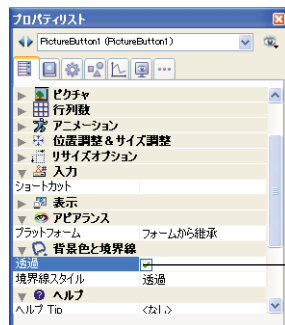 プロパティリスト
PictureButton1 (PictureButton1)
ピクチャ
行列数
アニメーション
位置調整＆サイズ調整
リサイズオプション
入力
ショートカット
表示
アピアランス
プラットフォーム フォームから継承
背景色と境界線
透過
境界線スタイル 透過
ヘルプ
ヘルプ Tip <なし>